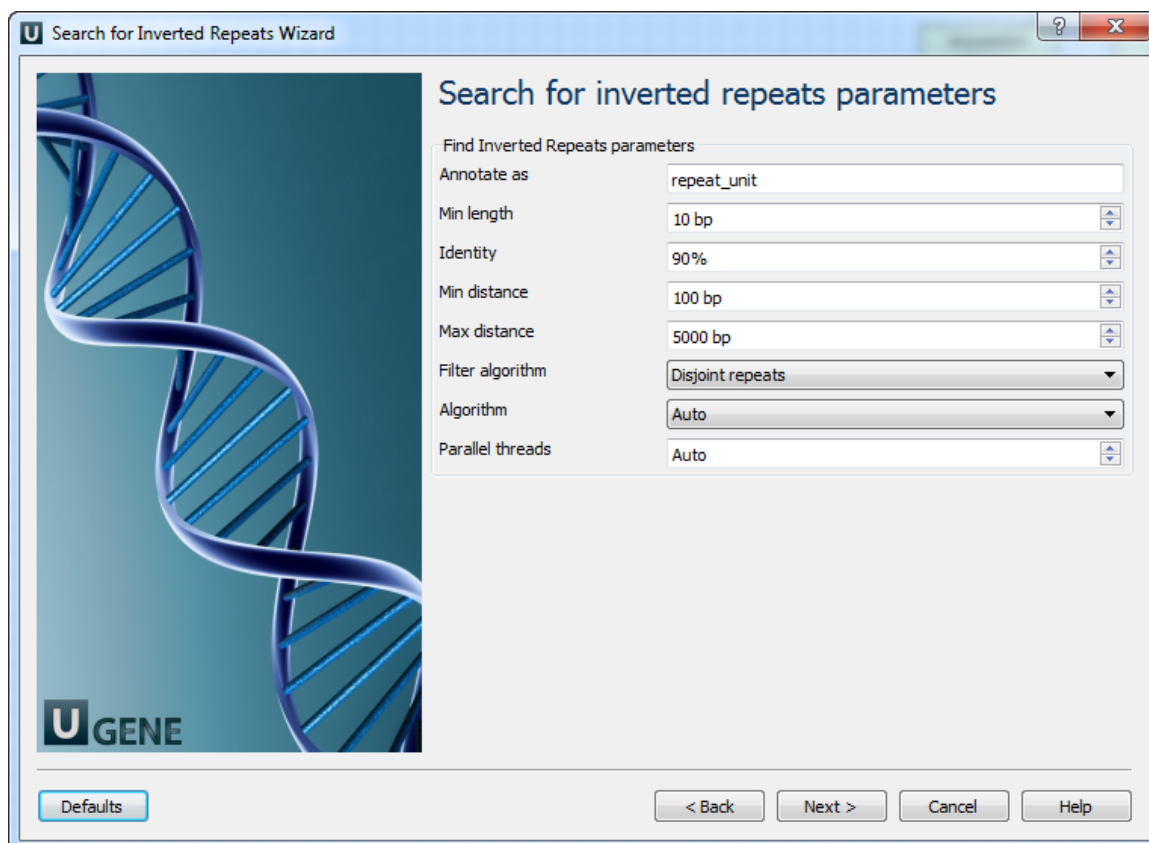 U Search for Inverted Repeats Wizard
?
X
Search for inverted repeats parameters
Find Inverted Repeats parameters
Annotate as repeat_unit
Min length 10 bp
Identity 90%
Min distance 100 bp
Max distance 5000 bp
Filter algorithm Disjoint repeats
Algorithm Auto
Parallel threads Auto
U GENE
Defaults < Back Next > Cancel Help